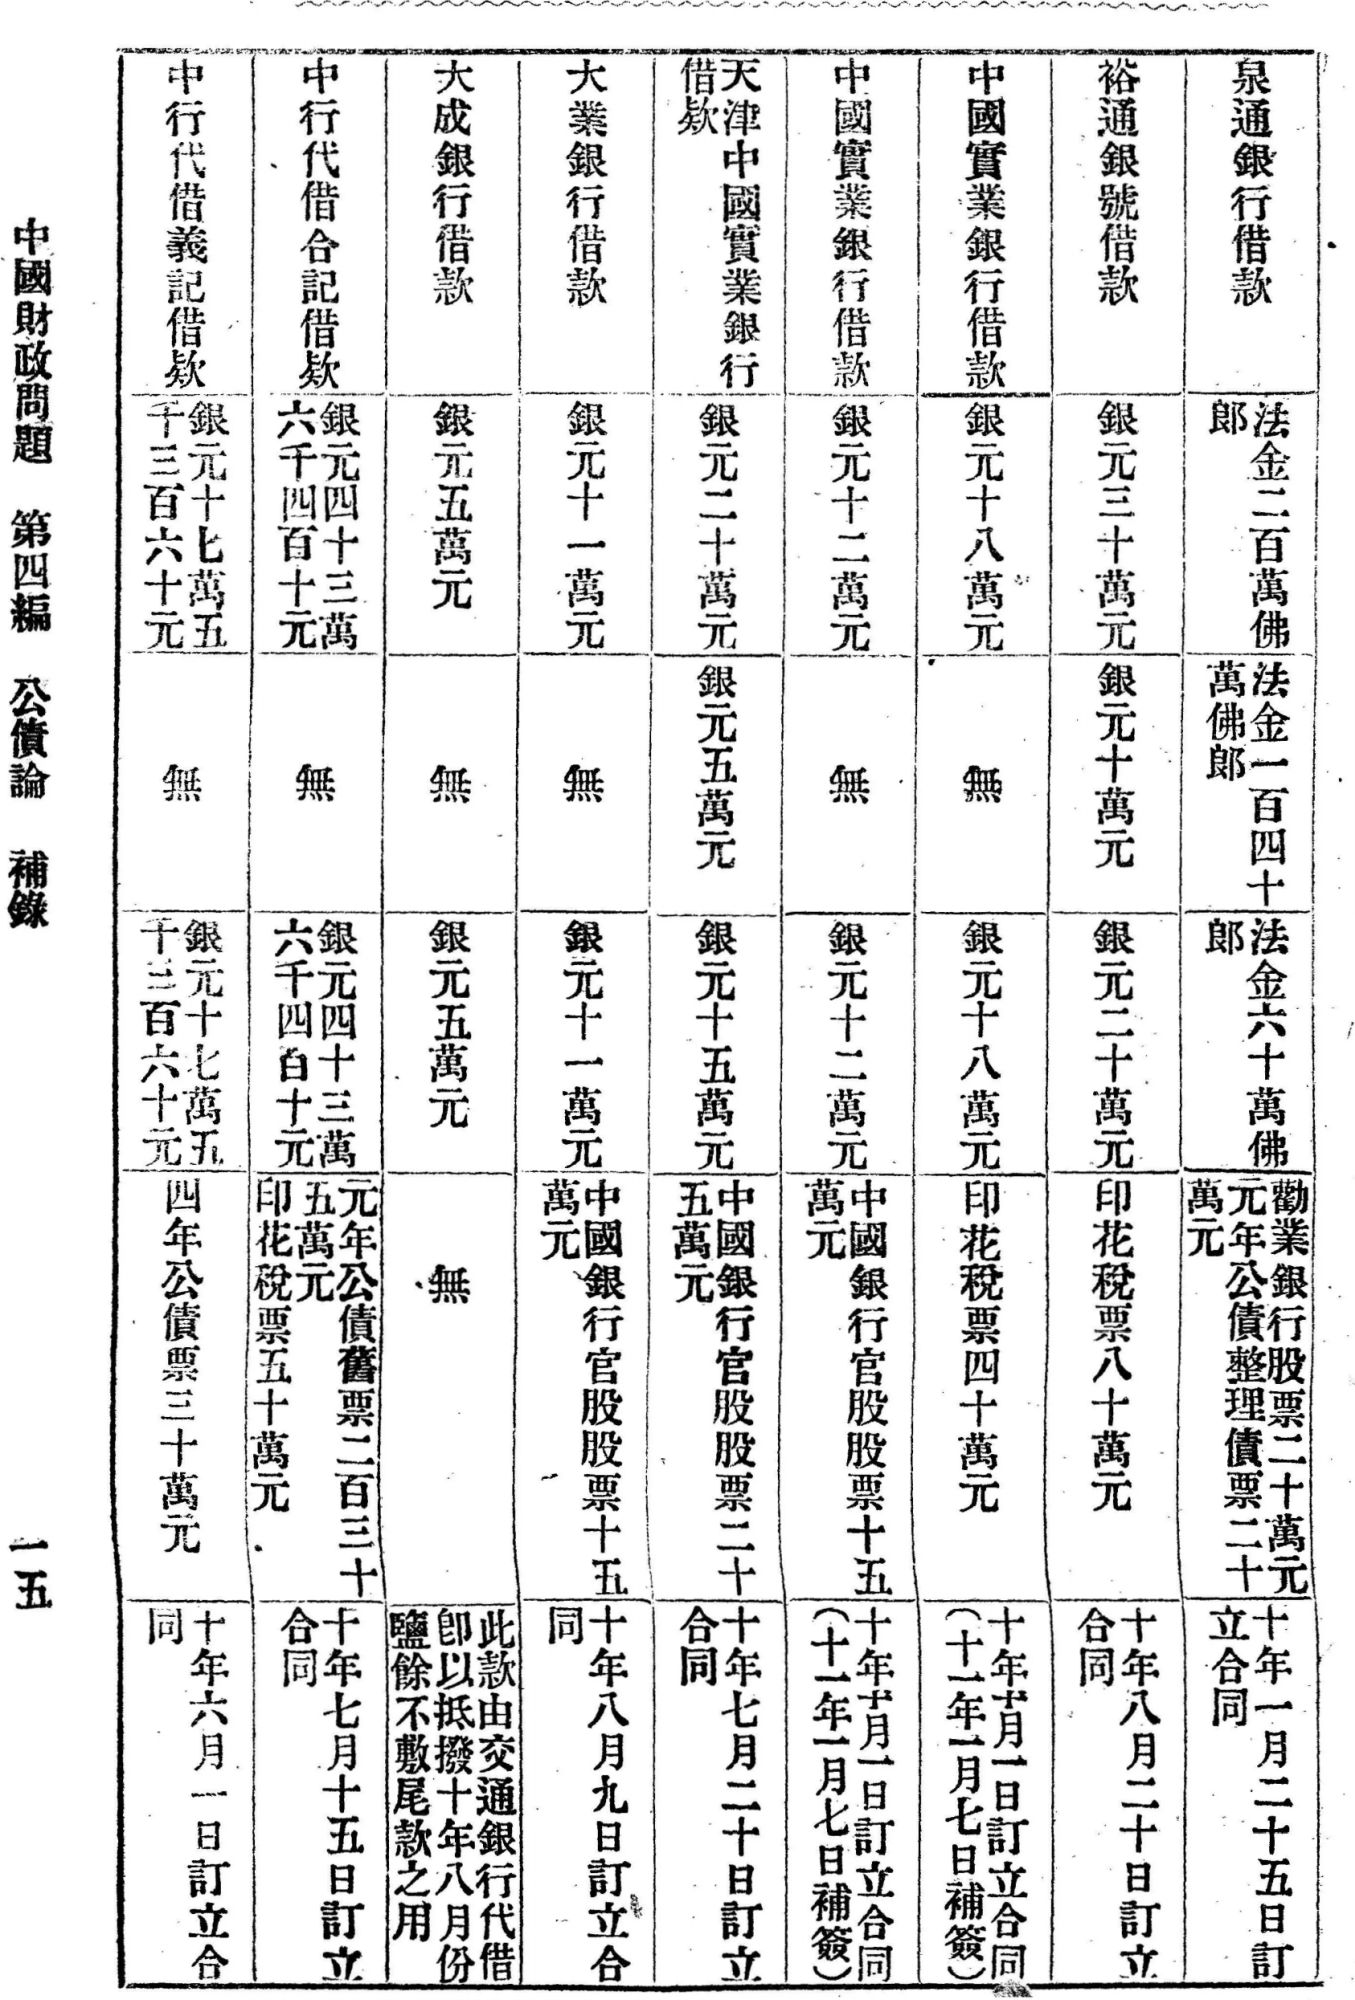 泉通銀行借款
法金二百萬佛
郎
法金一百四十
萬佛郎
法金六十萬佛
郎
勸業銀行股票二十萬元
元年公債整理債票二十
萬元
十年一月二十五日訂
立合同
裕通銀號借款
銀元三十萬元
銀元十萬元
銀元二十萬元
印花稅票八十萬元
十年八月二十日訂立
合同
中國實業銀行借款
銀元十八萬元
無
銀元十八萬元
印花稅票四十萬元
十年十月一日訂立合同
(十一年一月七日補簽)
中國實業銀行借款
銀元十二萬元
無
銀元十二萬元
中國銀行官股股票十五
萬元
十年十月一日訂立合同
(十一年一月七日補簽)
天津中國實業銀行
借欵
銀元二十萬元
銀元五萬元
銀元十五萬元
中國銀行官股股票二十
五萬元
十年七月二十日訂立
合同
大業銀行借款
銀元十一萬元
無
銀元十一萬元
中國銀行官股股票十五
萬元
十年八月九日訂立合
同
大成銀行借款
銀元五萬元
無
銀元五萬元
無
此款由交通銀行代借
卽以抵撥十年八月份
鹽餘不敷尾款之用
中行代借合記借欵
銀元四十三萬
六千四百十元
無
銀元四十三萬
六千四百十元
元年公債舊票二百三十
五萬元
印花稅票五十萬元
十年七月十五日訂立
合同
中行代借義記借欵
銀元十七萬五
千三百六十元
無
銀元十七萬五
千三百六十元
四年公債票三十萬元
十年六月一日訂立合
同
中國財政問題　第四編　公債論　補錄
一五